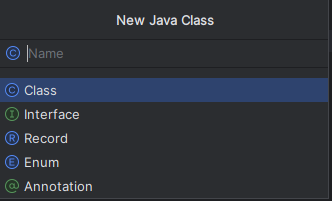 New Java Class
C Name
C Class
I Interface
R Record
E Enum
@ Annotation